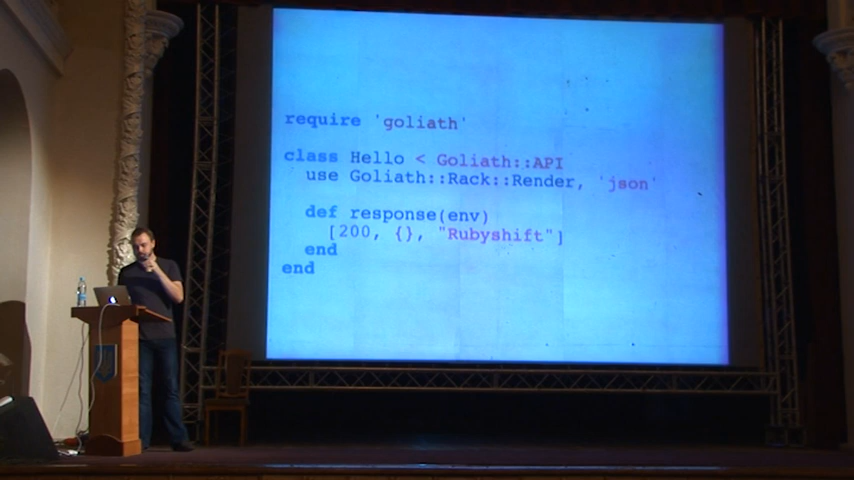 require 'goliath'
class Hello < Goliath::API
use Goliath::Rack::Render, 'json'
def response(env)
[200, {}, "Rubyshift"]
end
end